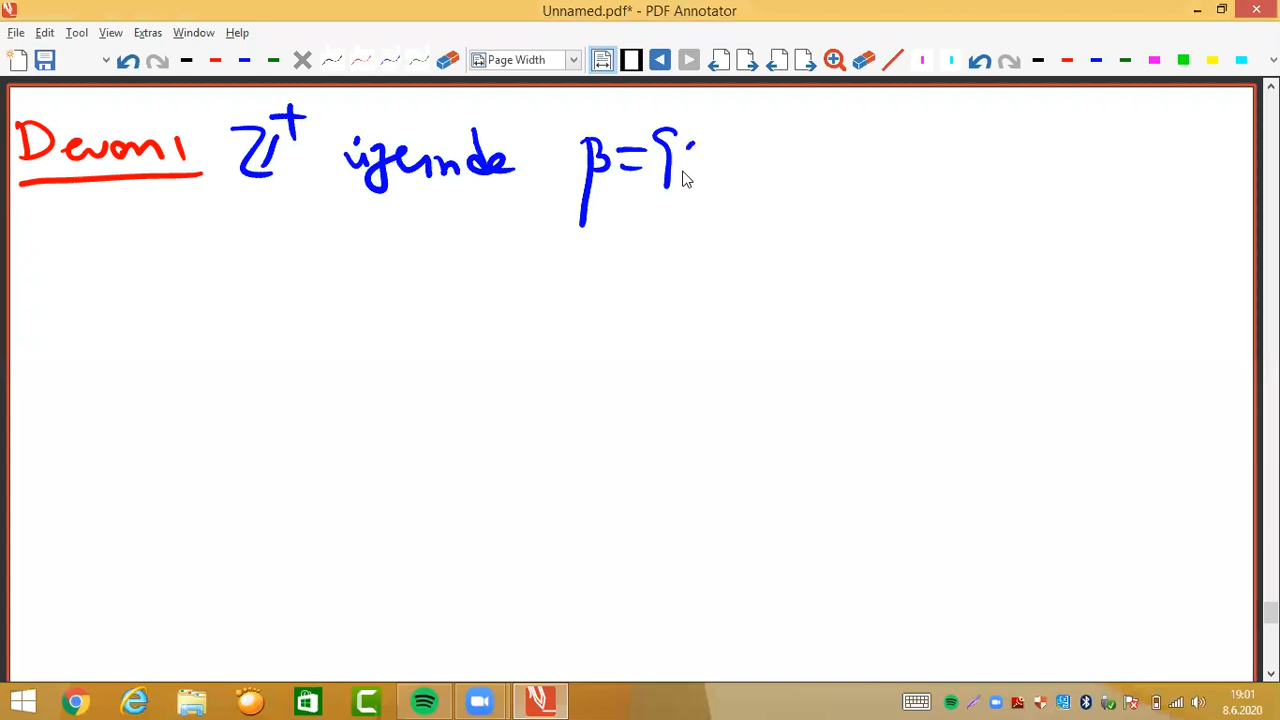 Unnamed.pdf* - PDF Annotator
File Edit Tool View Extras Window Help
Page Width
Devamı ℤ⁺ üzerinde β=
19:01
8.6.2020